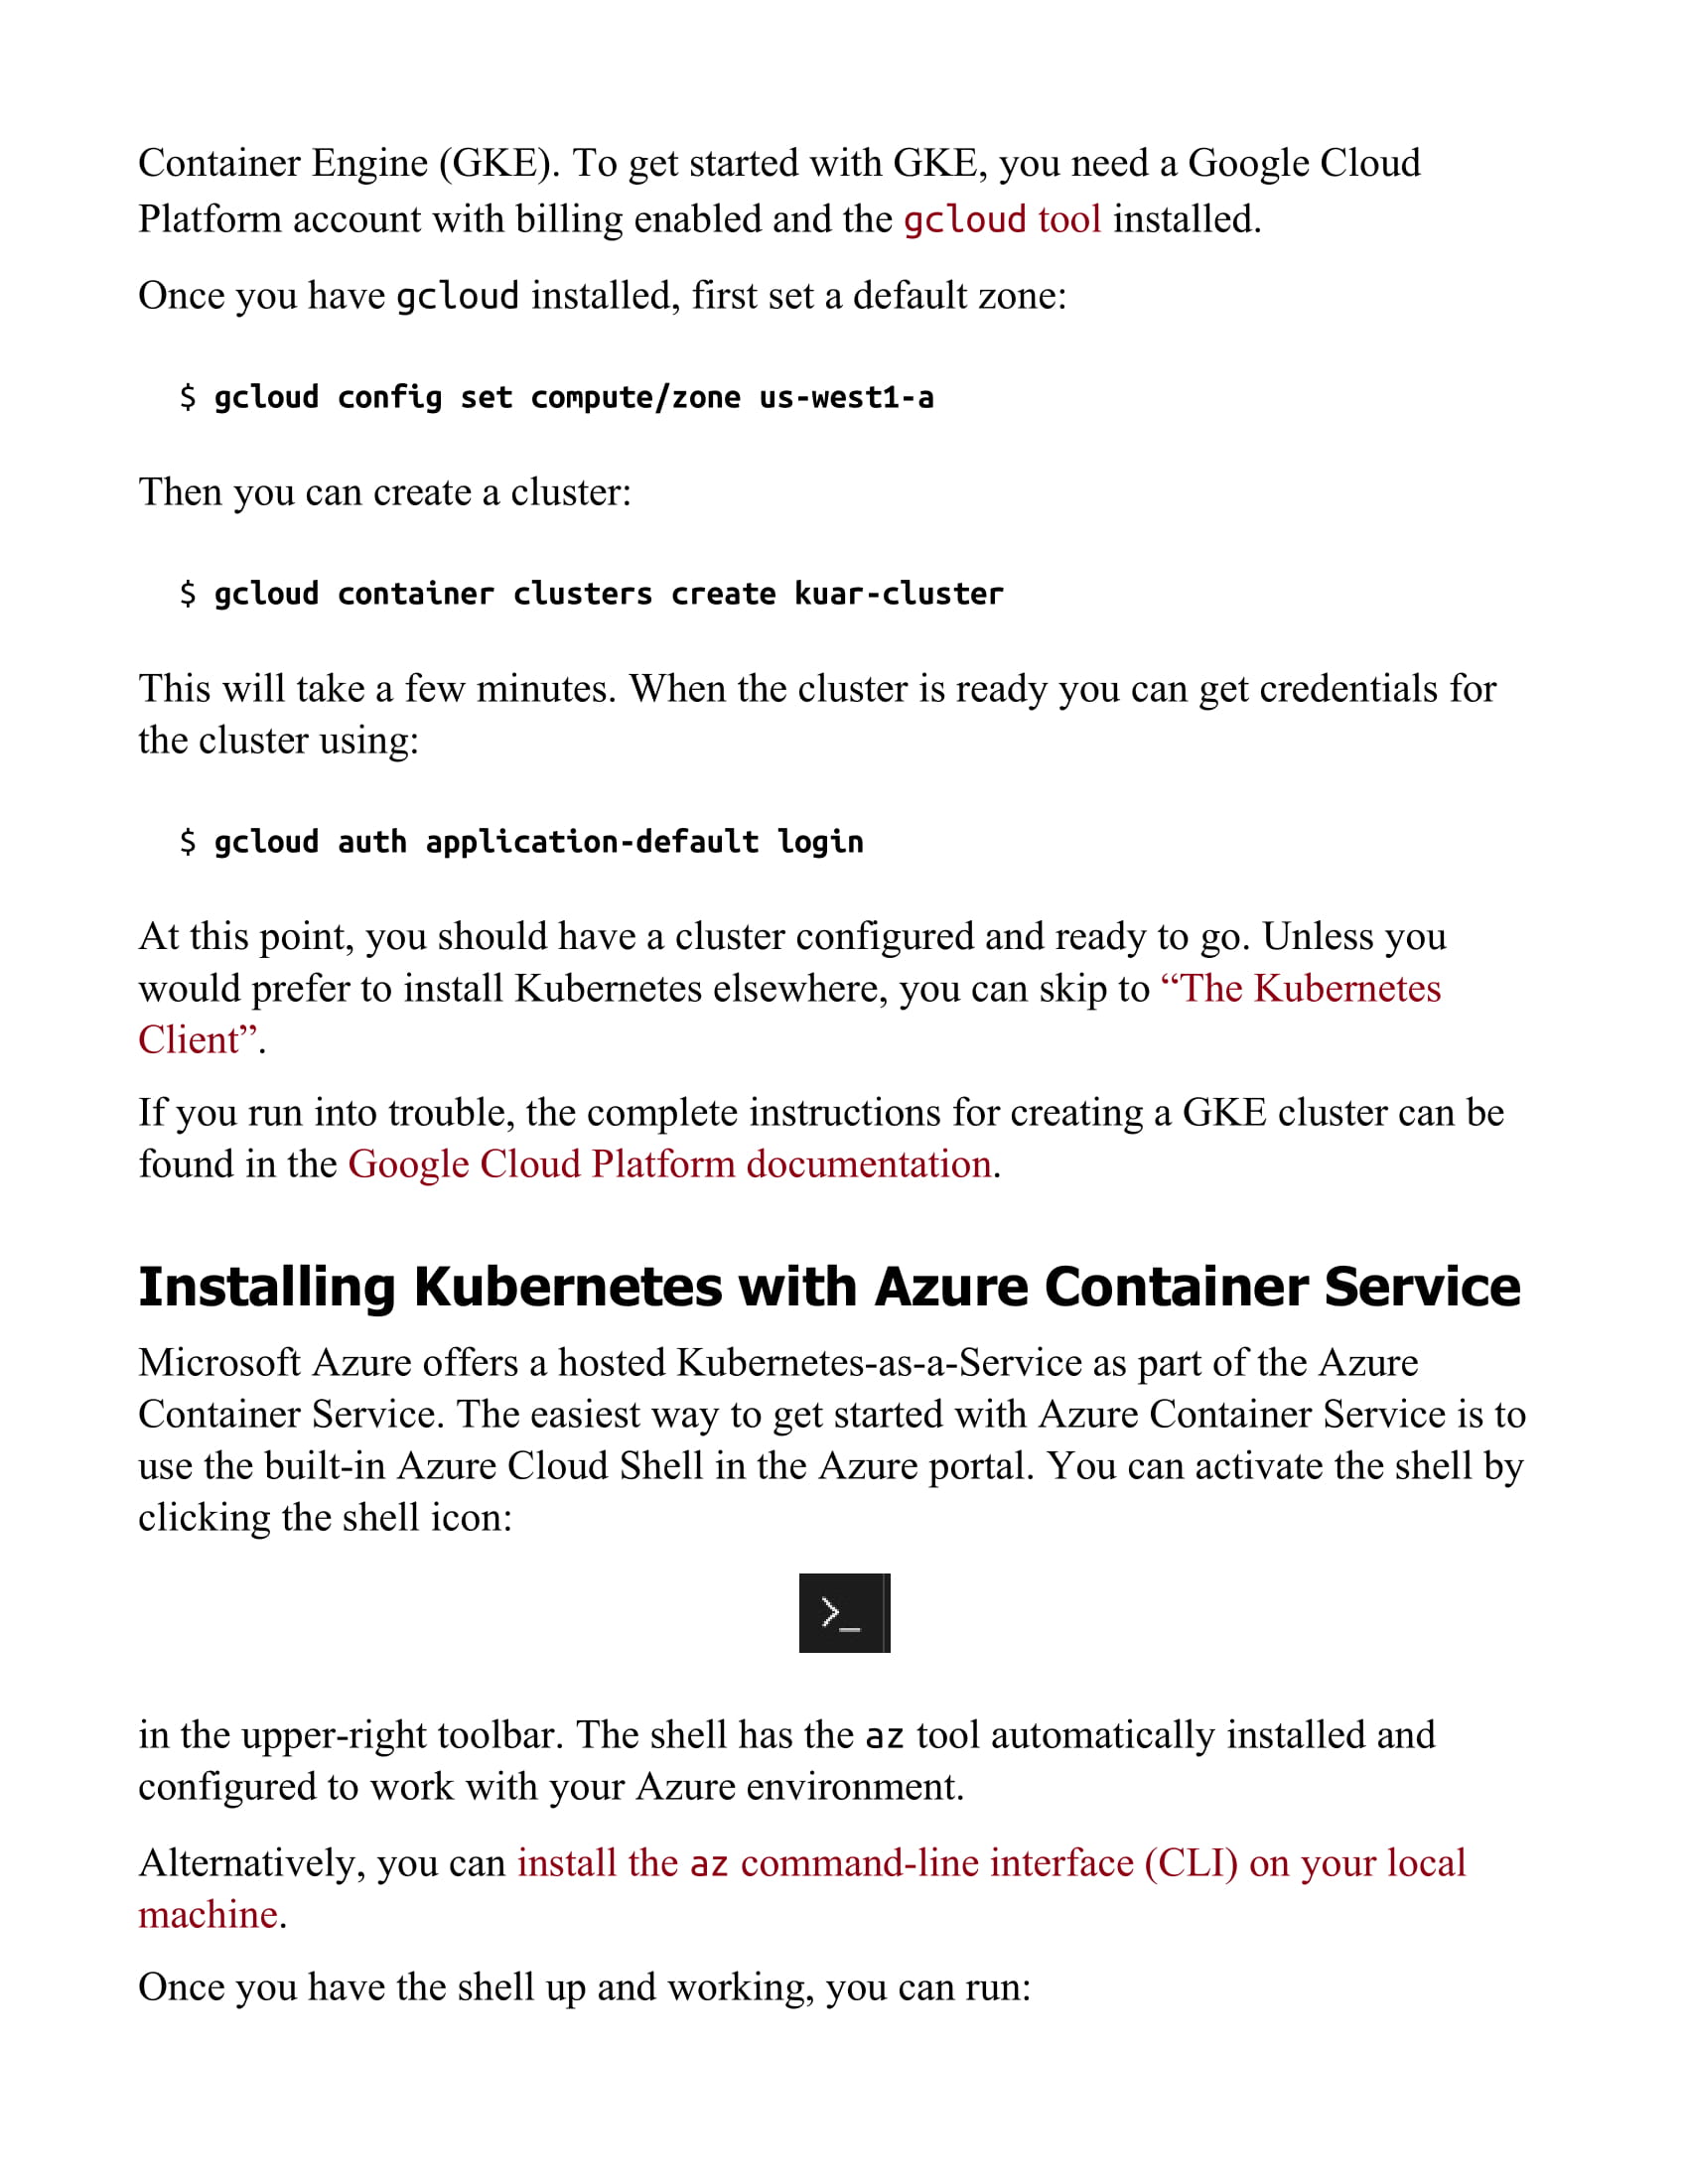 Container Engine (GKE). To get started with GKE, you need a Google Cloud
Platform account with billing enabled and the gcloud tool installed.
Once you have gcloud installed, first set a default zone:
$ gcloud config set compute/zone us-west1-a
Then you can create a cluster:
$ gcloud container clusters create kuar-cluster
This will take a few minutes. When the cluster is ready you can get credentials for
the cluster using:
$ gcloud auth application-default login
At this point, you should have a cluster configured and ready to go. Unless you
would prefer to install Kubernetes elsewhere, you can skip to “The Kubernetes
Client”.
If you run into trouble, the complete instructions for creating a GKE cluster can be
found in the Google Cloud Platform documentation.
Installing Kubernetes with Azure Container Service
Microsoft Azure offers a hosted Kubernetes-as-a-Service as part of the Azure
Container Service. The easiest way to get started with Azure Container Service is to
use the built-in Azure Cloud Shell in the Azure portal. You can activate the shell by
clicking the shell icon:
>_
in the upper-right toolbar. The shell has the az tool automatically installed and
configured to work with your Azure environment.
Alternatively, you can install the az command-line interface (CLI) on your local
machine.
Once you have the shell up and working, you can run: